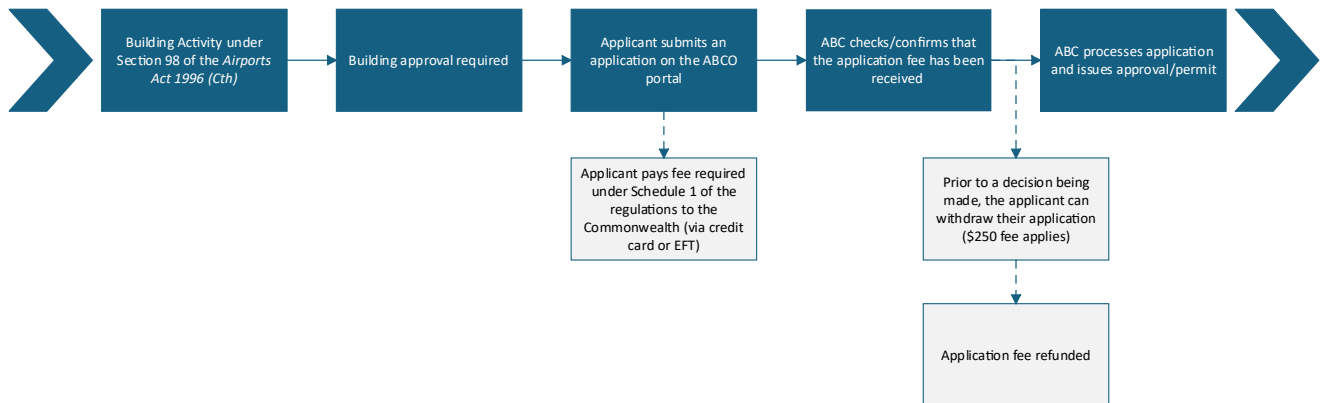 Building Activity under
Section 98 of the Airports
Act 1996 (Cth)
Building approval required
Applicant submits an
application on the ABCO
portal
ABC checks/confirms that
the application fee has been
received
ABC processes application
and issues approval/permit
Applicant pays fee required
under Schedule 1 of the
regulations to the
Commonwealth (via credit
card or EFT)
Prior to a decision being
made, the applicant can
withdraw their application
($250 fee applies)
Application fee refunded